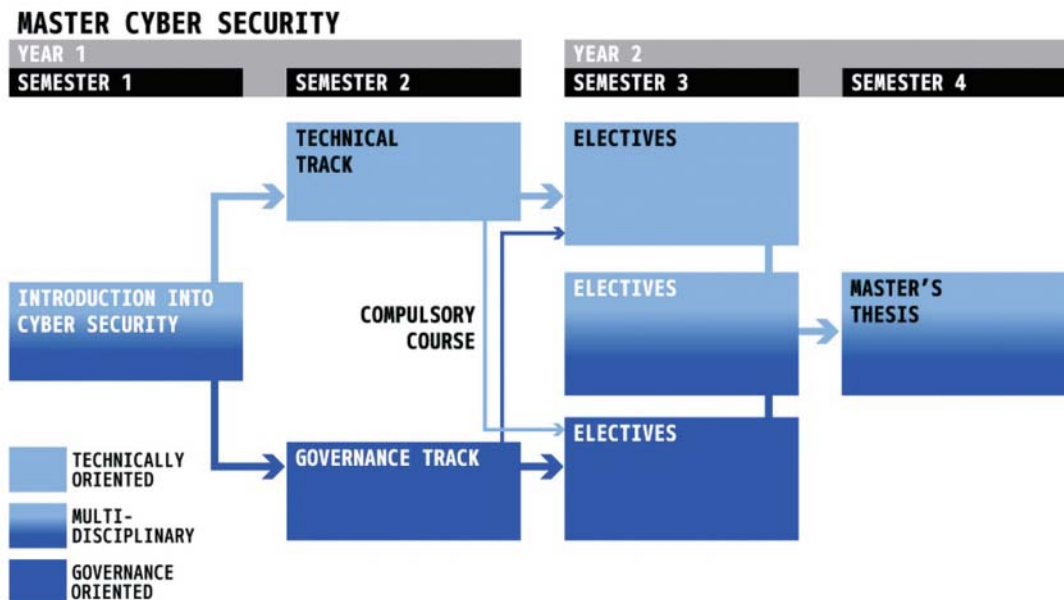 MASTER CYBER SECURITY
YEAR 1
YEAR 2
SEMESTER 1
SEMESTER 2
SEMESTER 3
SEMESTER 4
TECHNICAL
TRACK
ELECTIVES
INTRODUCTION INTO
CYBER SECURITY
COMPULSORY
COURSE
ELECTIVES
MASTER'S
THESIS
GOVERNANCE TRACK
ELECTIVES
TECHNICALLY
ORIENTED
MULTI-
DISCIPLINARY
GOVERNANCE
ORIENTED